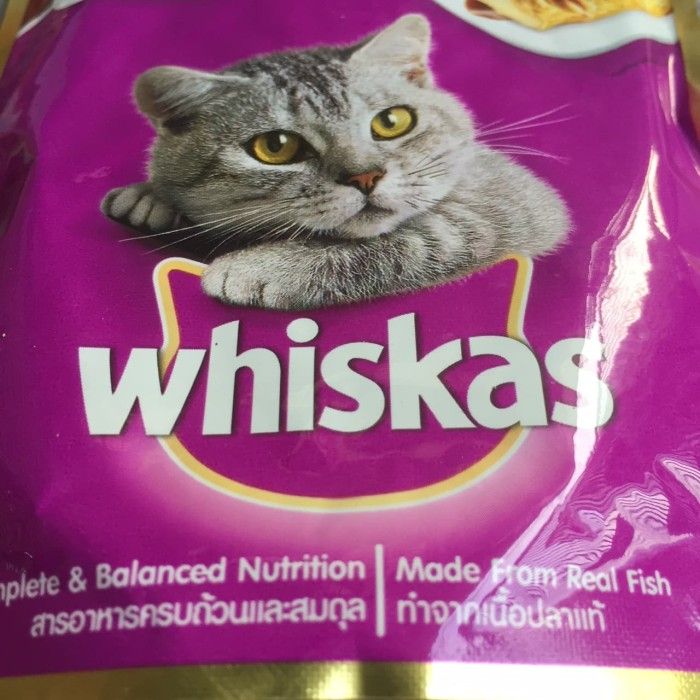 whiskas
mplete & Balanced Nutrition | Made From Real Fish
สารอาหารครบถ้วนและสมดุล | ทำจากเนื้อปลาแท้